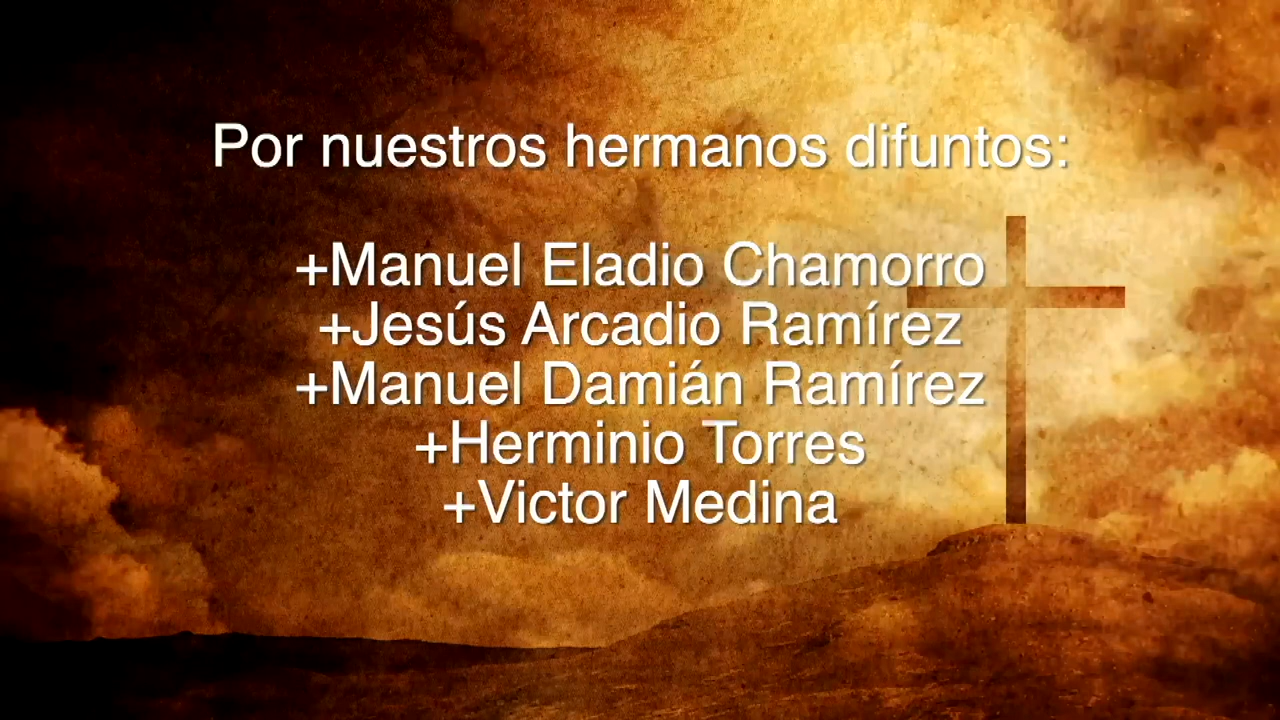 Por nuestros hermanos difuntos:
+Manuel Eladio Chamorro
+Jesús Arcadio Ramírez
+Manuel Damián Ramírez
+Herminio Torres
+Victor Medina